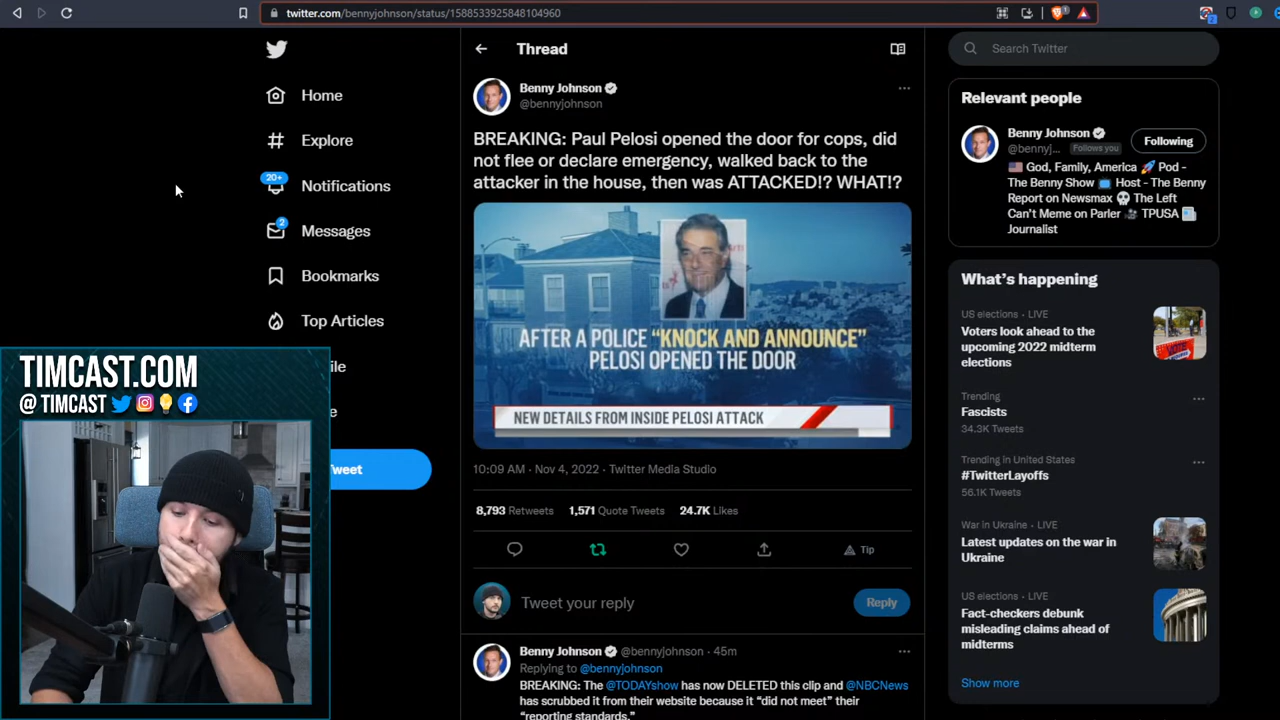 twitter.com/bennyjohnson/status/1588533925848104960
Home
Explore
20+
Notifications
2
Messages
Bookmarks
Top Articles
Tweet
Thread
Benny Johnson
@bennyjohnson
BREAKING: Paul Pelosi opened the door for cops, did
not flee or declare emergency, walked back to the
attacker in the house, then was ATTACKED!? WHAT!?
AFTER A POLICE “KNOCK AND ANNOUNCE”
PELOSI OPENED THE DOOR
NEW DETAILS FROM INSIDE PELOSI ATTACK
10:09 AM · Nov 4, 2022 · Twitter Media Studio
8,793 Retweets 1,571 Quote Tweets 24.7K Likes
Tip
Tweet your reply
Reply
Benny Johnson @bennyjohnson · 45m
Replying to @bennyjohnson
BREAKING: The @TODAYshow has now DELETED this clip and @NBCNews
has scrubbed it from their website because it “did not meet” their
“reporting standards.”
Search Twitter
Relevant people
Benny Johnson
@bennyj... Follows you
Following
God, Family, America Pod -
The Benny Show Host - The Benny
Report on Newsmax The Left
Can’t Meme on Parler TPUSA
Journalist
What’s happening
US elections · LIVE
Voters look ahead to the
upcoming 2022 midterm
elections
Trending
Fascists
34.3K Tweets
Trending in United States
#TwitterLayoffs
56.1K Tweets
War in Ukraine · LIVE
Latest updates on the war in
Ukraine
US elections · LIVE
Fact-checkers debunk
misleading claims ahead of
midterms
Show more
TIMCAST.COM
@ TIMCAST